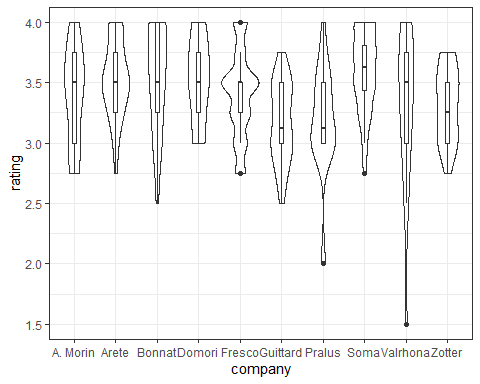 4.0
3.5
3.0
2.5
2.0
1.5
rating
A. Morin Arete Bonnat Domori Fresco Guittard Pralus Soma Valrhona Zotter
company